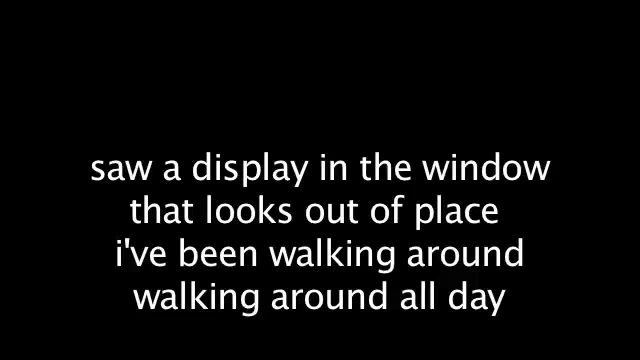 saw a display in the window
that looks out of place
i've been walking around
walking around all day